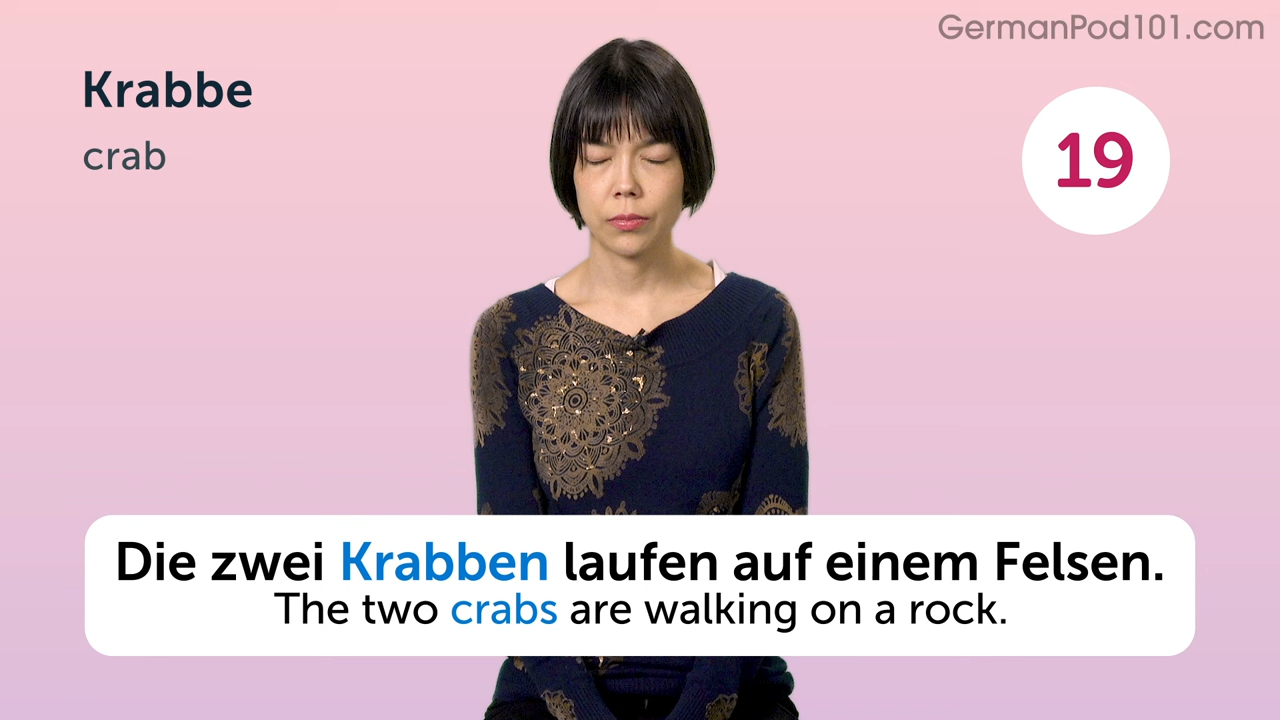 GermanPod101.com
Krabbe
crab
19
Die zwei Krabben laufen auf einem Felsen.
The two crabs are walking on a rock.